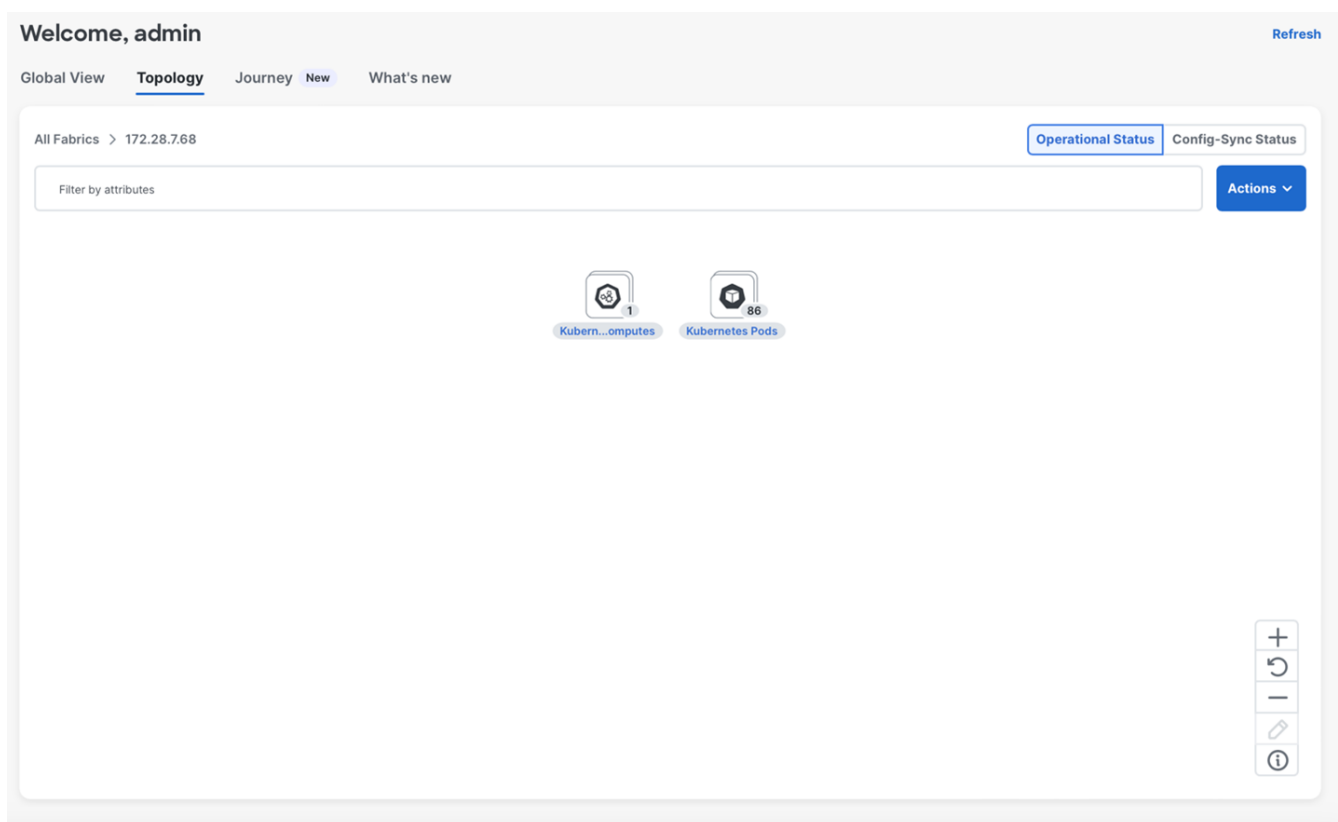 Welcome, admin
Refresh
Global View Topology Journey New What's new
All Fabrics > 172.28.7.68
Operational Status Config-Sync Status
Filter by attributes
Actions
1 86
Kubern...omputes Kubernetes Pods